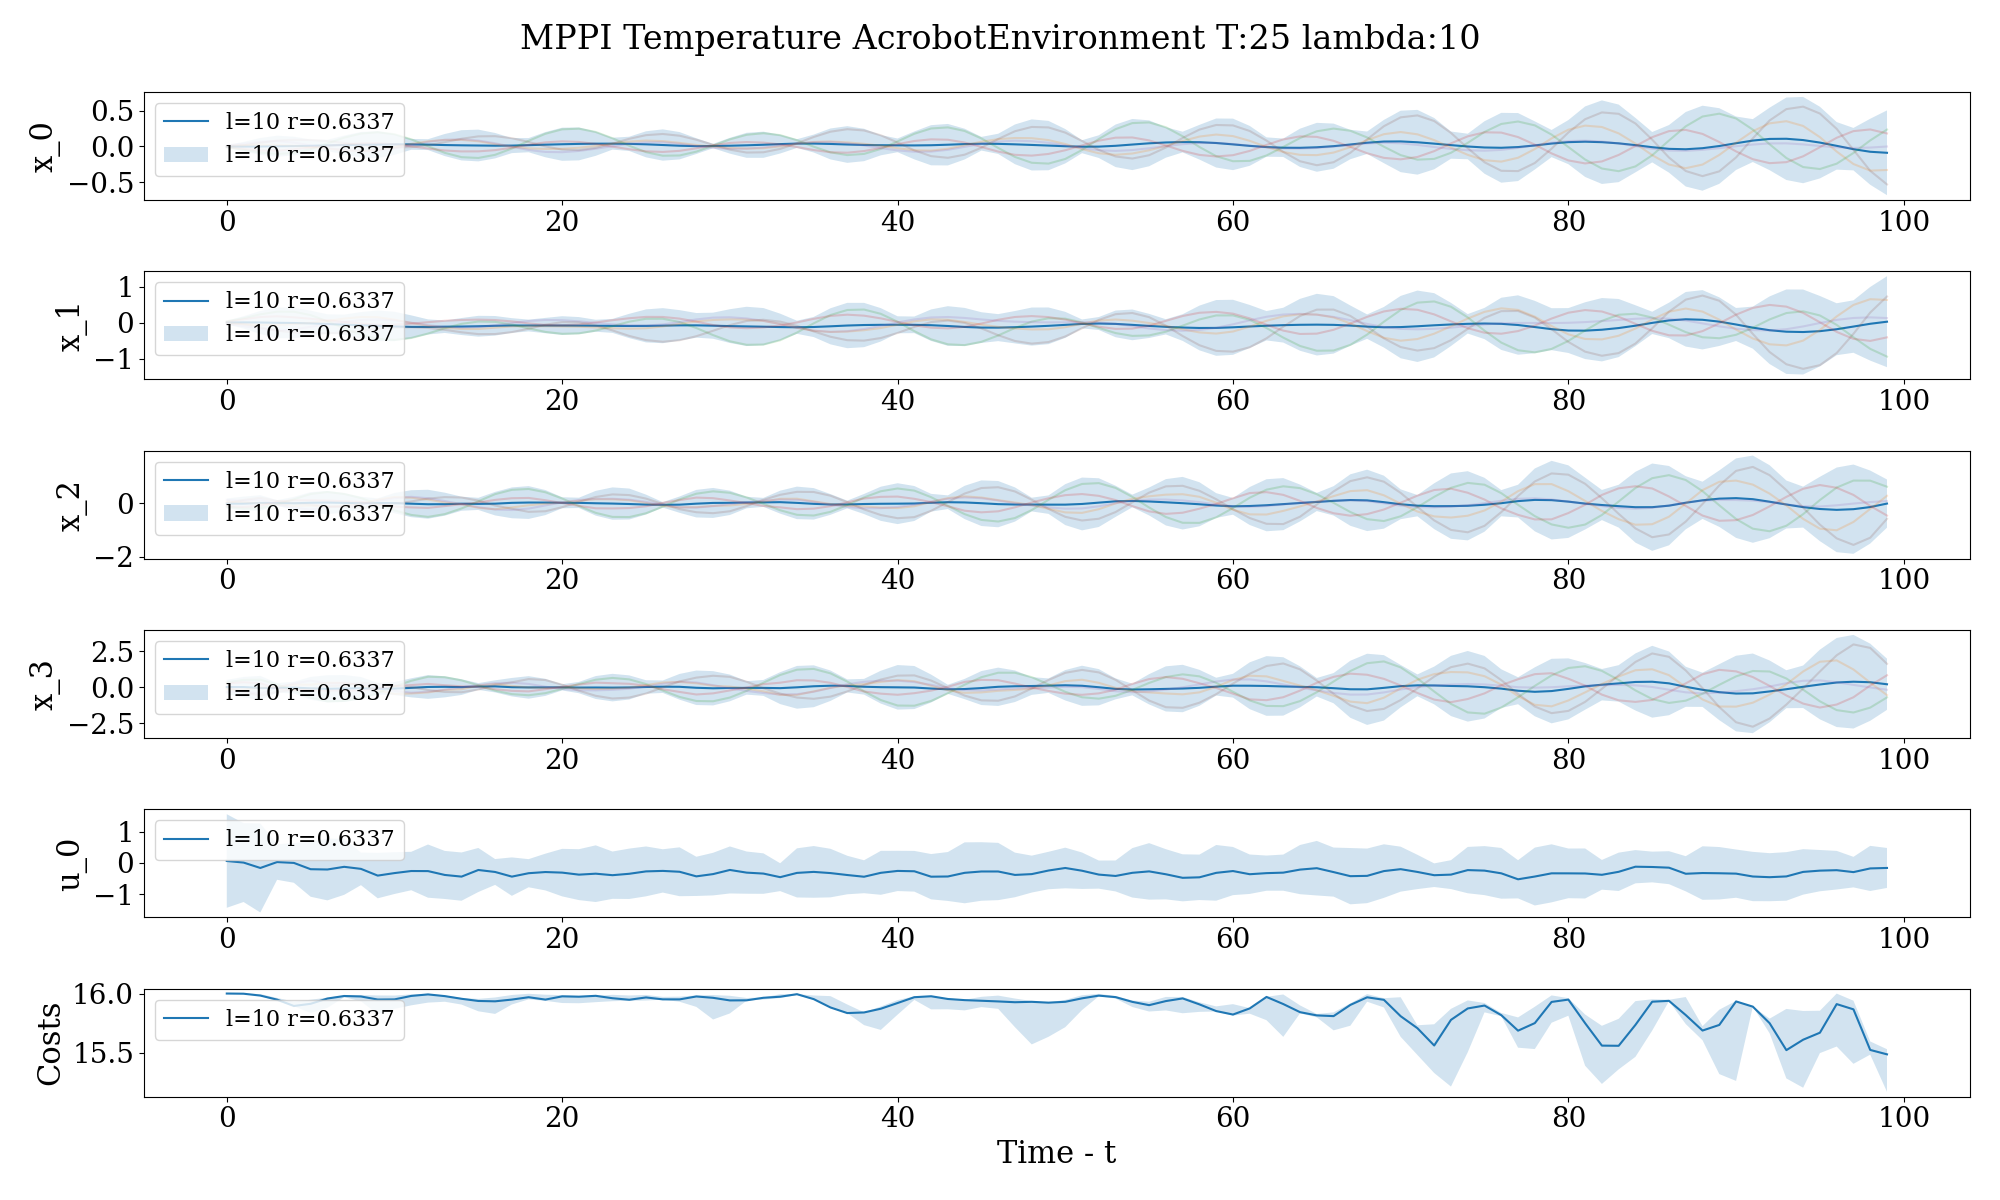 MPPI Temperature AcrobotEnvironment T:25 lambda:10
x_0
0.5
0.0
−0.5
l=10 r=0.6337
l=10 r=0.6337
0 20 40 60 80 100
x_1
1
0
−1
l=10 r=0.6337
l=10 r=0.6337
0 20 40 60 80 100
x_2
0
−2
l=10 r=0.6337
l=10 r=0.6337
0 20 40 60 80 100
x_3
2.5
0.0
−2.5
l=10 r=0.6337
l=10 r=0.6337
0 20 40 60 80 100
u_0
1
0
−1
l=10 r=0.6337
0 20 40 60 80 100
Costs
16.0
15.5
l=10 r=0.6337
0 20 40 60 80 100
Time - t